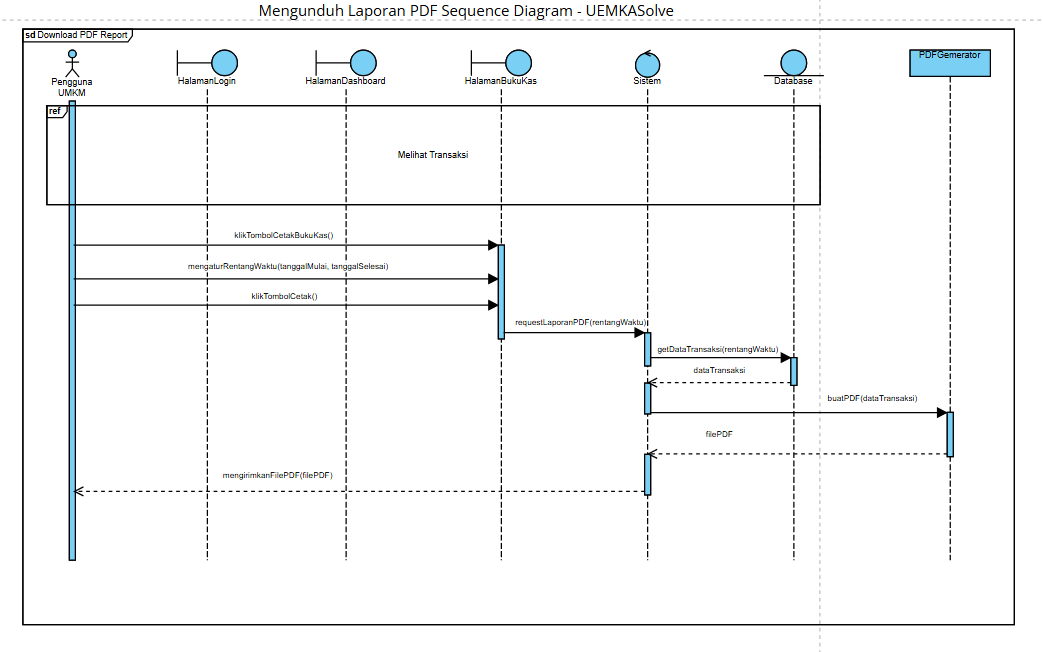 Mengunduh Laporan PDF Sequence Diagram - UEMKASolve
sd Download PDF Report
Pengguna
UMKM
HalamanLogin
HalamanDashboard
HalamanBukuKas
Sistem
Database
PDFGemerator
ref
Melihat Transaksi
klikTombolCetakBukuKas()
mengaturRentangWaktu(tanggalMulai, tanggalSelesai)
klikTombolCetak()
requestLaporanPDF(rentangWaktu)
getDataTransaksi(rentangWaktu)
dataTransaksi
buatPDF(dataTransaksi)
filePDF
mengirimkanFilePDF(filePDF)